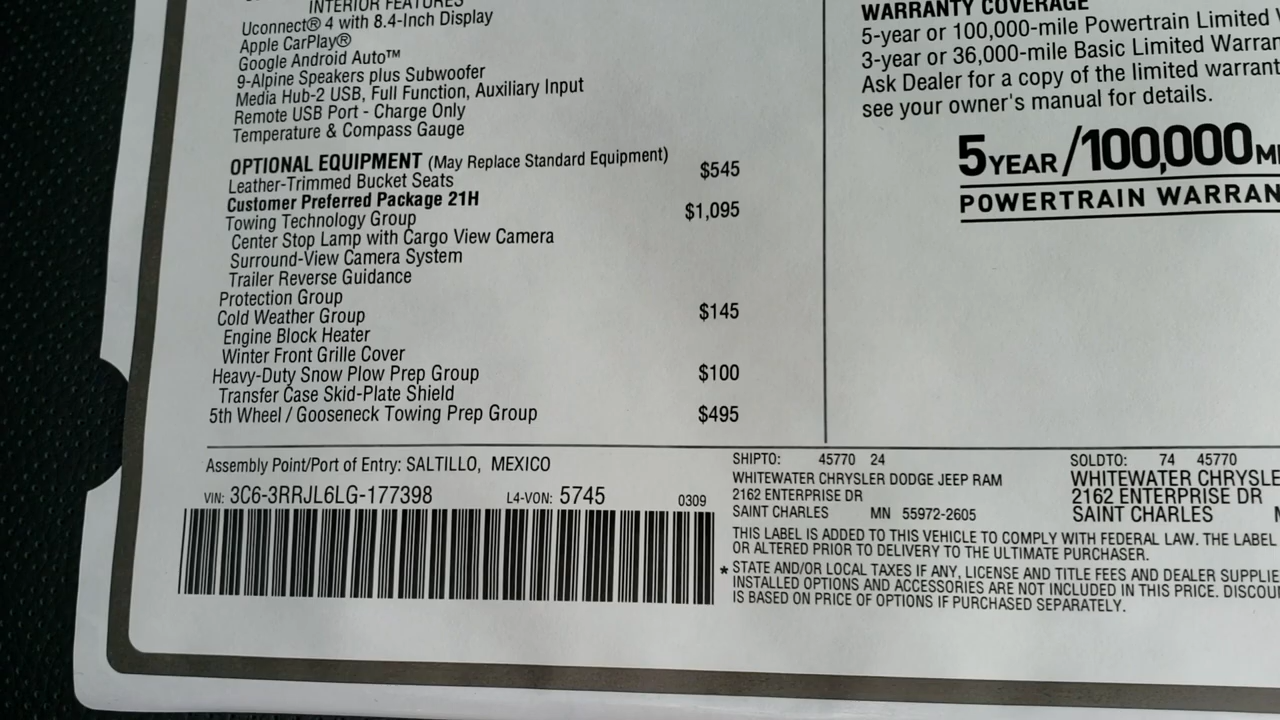 INTERIOR FEATURES
Uconnect® 4 with 8.4-Inch Display
Apple CarPlay®
Google Android Auto™
9-Alpine Speakers plus Subwoofer
Media Hub-2 USB, Full Function, Auxiliary Input
Remote USB Port - Charge Only
Temperature & Compass Gauge
OPTIONAL EQUIPMENT (May Replace Standard Equipment)
Leather-Trimmed Bucket Seats $545
Customer Preferred Package 21H
Towing Technology Group $1,095
Center Stop Lamp with Cargo View Camera
Surround-View Camera System
Trailer Reverse Guidance
Protection Group
Cold Weather Group $145
Engine Block Heater
Winter Front Grille Cover
Heavy-Duty Snow Plow Prep Group $100
Transfer Case Skid-Plate Shield
5th Wheel / Gooseneck Towing Prep Group $495
WARRANTY COVERAGE
5-year or 100,000-mile Powertrain Limited
3-year or 36,000-mile Basic Limited Warran
Ask Dealer for a copy of the limited warrant
see your owner's manual for details.
5 YEAR/100,000 MI
POWERTRAIN WARRAN
Assembly Point/Port of Entry: SALTILLO, MEXICO
VIN: 3C6-3RRJL6LG-177398 L4-VON: 5745 0309
SHIPTO: 45770 24
WHITEWATER CHRYSLER DODGE JEEP RAM
2162 ENTERPRISE DR
SAINT CHARLES MN 55972-2605
SOLDTO: 74 45770
WHITEWATER CHRYSLE
2162 ENTERPRISE DR
SAINT CHARLES
THIS LABEL IS ADDED TO THIS VEHICLE TO COMPLY WITH FEDERAL LAW. THE LABEL
OR ALTERED PRIOR TO DELIVERY TO THE ULTIMATE PURCHASER.
* STATE AND/OR LOCAL TAXES IF ANY, LICENSE AND TITLE FEES AND DEALER SUPPLIE
INSTALLED OPTIONS AND ACCESSORIES ARE NOT INCLUDED IN THIS PRICE. DISCOU
IS BASED ON PRICE OF OPTIONS IF PURCHASED SEPARATELY.